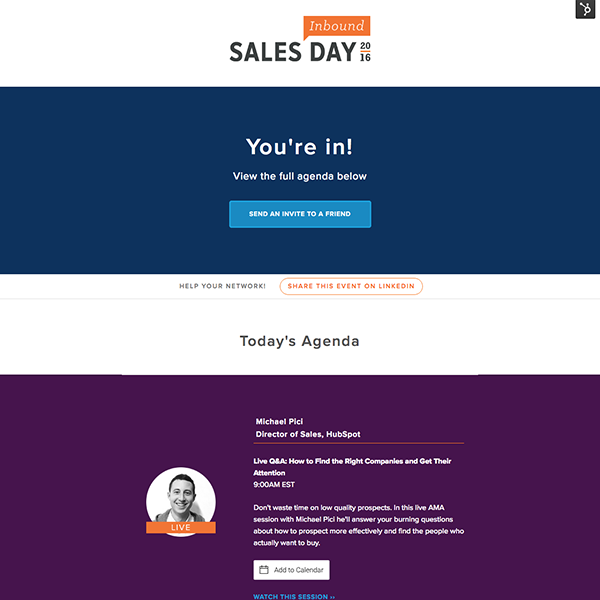 Inbound
SALES DAY 20
16
You're in!
View the full agenda below
SEND AN INVITE TO A FRIEND
HELP YOUR NETWORK! SHARE THIS EVENT ON LINKEDIN
Today's Agenda
Michael Pici
Director of Sales, HubSpot
Live Q&A: How to Find the Right Companies and Get Their
Attention
9:00AM EST
Don't waste time on low quality prospects. In this live AMA
session with Michael Pici he'll answer your burning questions
about how to prospect more effectively and find the people who
actually want to buy.
LIVE
Add to Calendar
WATCH THIS SESSION ››